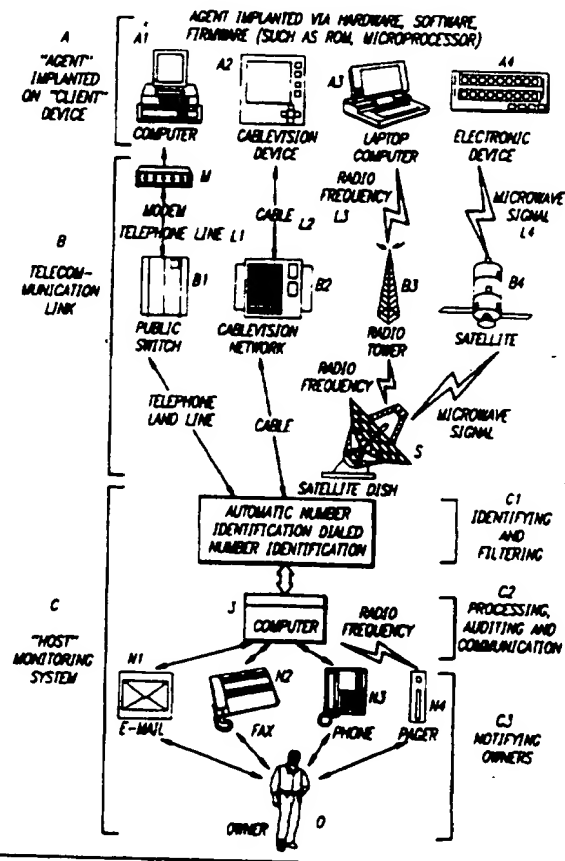 AGENT IMPLANTED VIA HARDWARE, SOFTWARE,
FIRMWARE (SUCH AS ROM, MICROPROCESSOR)
A
"AGENT"
IMPLANTED
ON "CLIENT"
DEVICE
A1
COMPUTER
A2
CABLEVISION
DEVICE
A3
LAPTOP
COMPUTER
A4
ELECTRONIC
DEVICE
B
TELECOM-
MUNICATION
LINK
M
MODEM
TELEPHONE LINE L1
CABLE L2
RADIO
FREQUENCY
L3
MICROWAVE
SIGNAL
L4
B1
PUBLIC
SWITCH
B2
CABLEVISION
NETWORK
B3
RADIO
TOWER
B4
SATELLITE
TELEPHONE
LAND LINE
CABLE
RADIO
FREQUENCY
MICROWAVE
SIGNAL
S
SATELLITE DISH
C
"HOST"
MONITORING
SYSTEM
AUTOMATIC NUMBER
IDENTIFICATION DIALED
NUMBER IDENTIFICATION
C1
IDENTIFYING
AND
FILTERING
3
COMPUTER
RADIO
FREQUENCY
C2
PROCESSING,
AUDITING AND
COMMUNICATION
N1
E-MAIL
N2
FAX
N3
PHONE
N4
PAGER
C3
NOTIFYING
OWNERS
OWNER
O